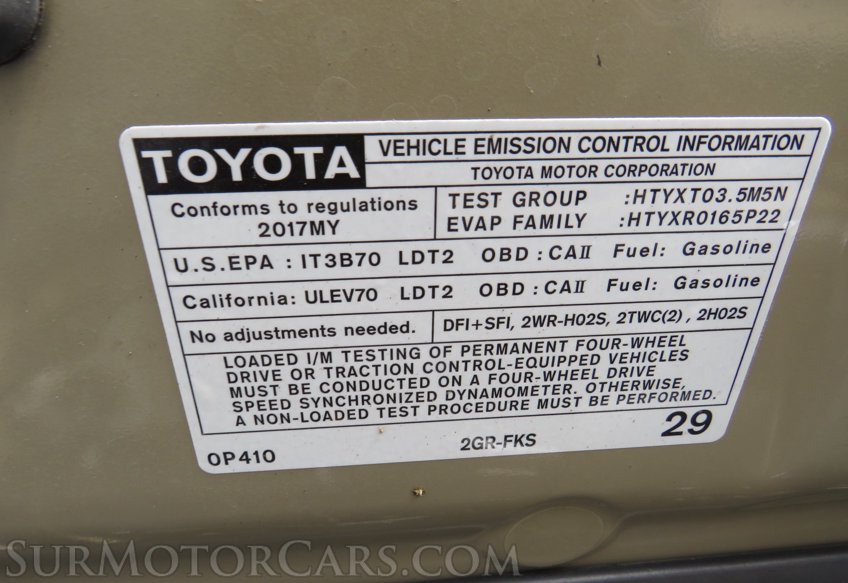 TOYOTA
VEHICLE EMISSION CONTROL INFORMATION
TOYOTA MOTOR CORPORATION
Conforms to regulations
2017MY
TEST GROUP :HTYXT03.5M5N
EVAP FAMILY :HTYXR0165P22
U.S.EPA : IT3B70 LDT2 OBD : CAⅡ Fuel: Gasoline
California: ULEV70 LDT2 OBD : CAⅡ Fuel: Gasoline
No adjustments needed.
DFI+SFI, 2WR-HO2S, 2TWC(2) , 2HO2S
LOADED I/M TESTING OF PERMANENT FOUR-WHEEL
DRIVE OR TRACTION CONTROL-EQUIPPED VEHICLES
MUST BE CONDUCTED ON A FOUR-WHEEL DRIVE
SPEED SYNCHRONIZED DYNAMOMETER. OTHERWISE,
A NON-LOADED TEST PROCEDURE MUST BE PERFORMED.
0P410
2GR-FKS
29
SURMOTORCARS.COM